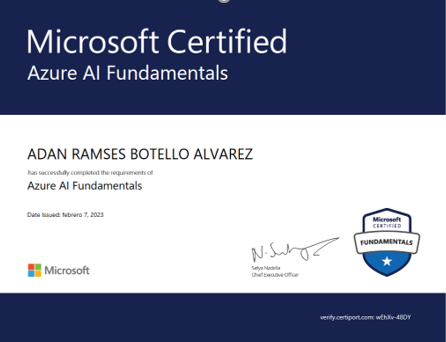 Microsoft Certified
Azure AI Fundamentals
ADAN RAMSES BOTELLO ALVAREZ
has successfully completed the requirements of
Azure AI Fundamentals
Date Issued: febrero 7, 2023
Microsoft
CERTIFIED
FUNDAMENTALS
Satya Nadella
Chief Executive Officer
Microsoft
verify.certiport.com: wEhXv-48DY